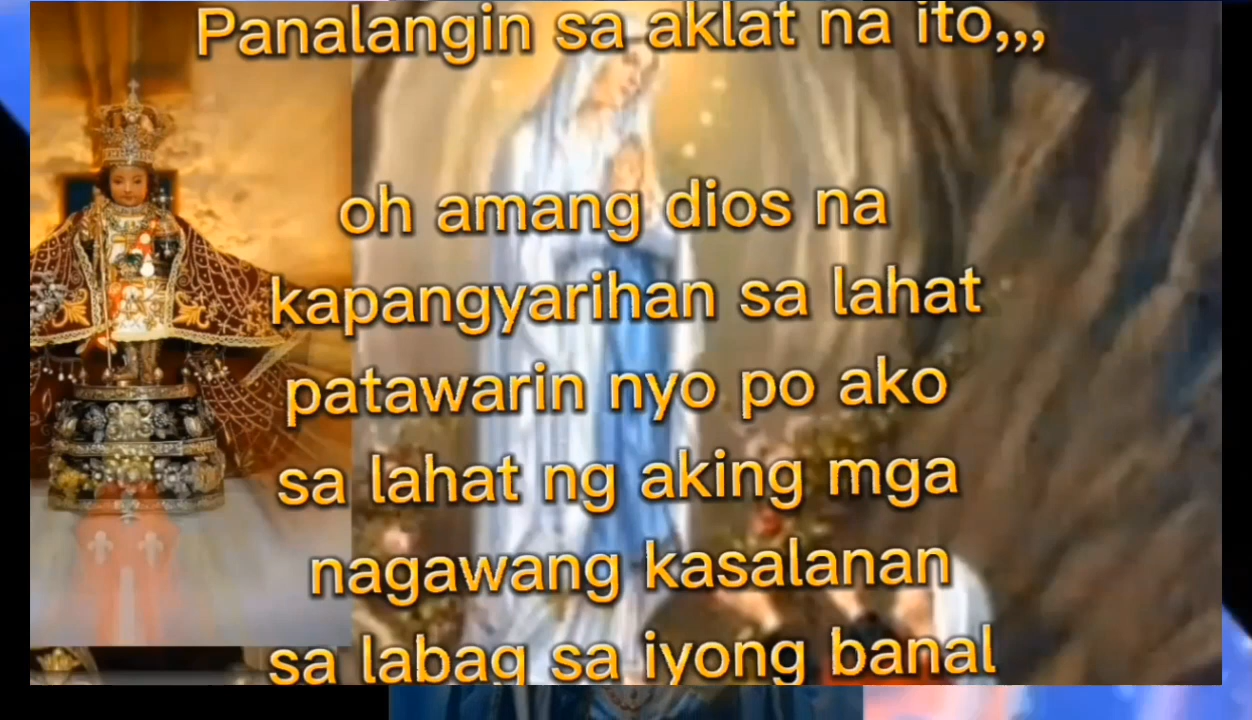 Panalangin sa aklat na ito,,,
oh amang dios na
kapangyarihan sa lahat
patawarin nyo po ako
sa lahat ng aking mga
nagawang kasalanan
sa labag sa iyong banal